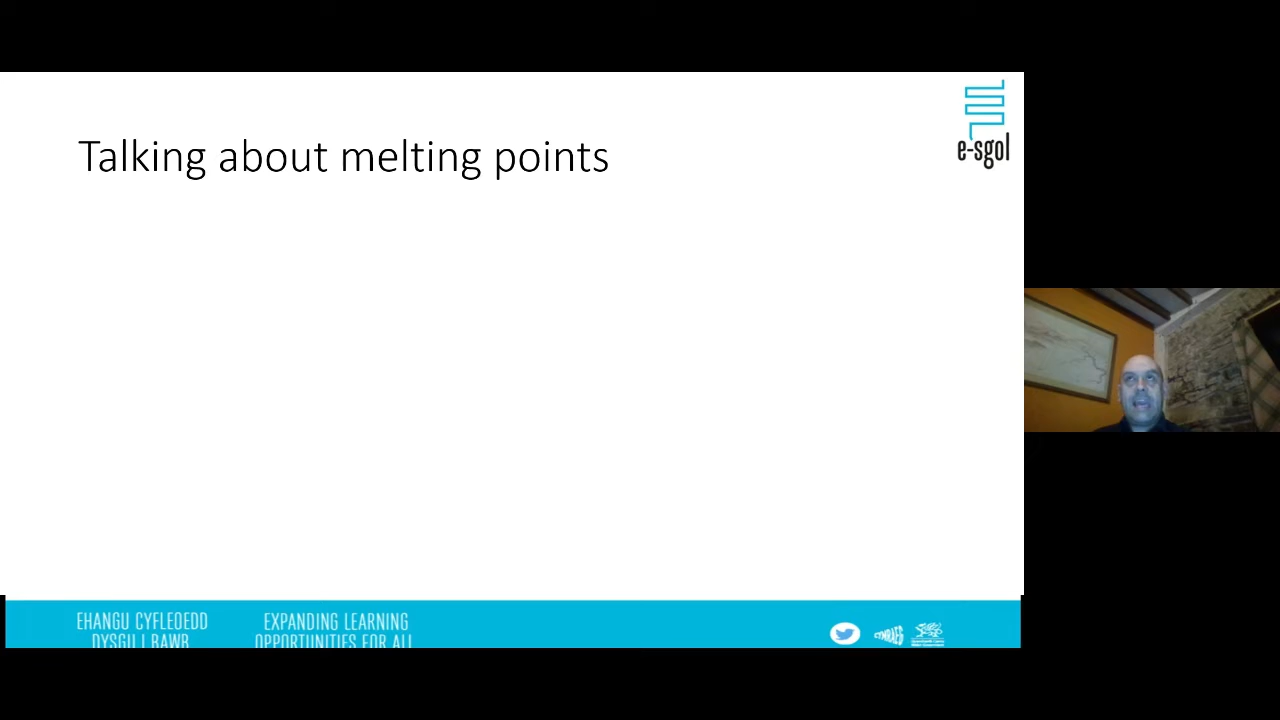 Talking about melting points
e-sgol
EHANGU CYFLEOEDD
DYSGU I BAWB
EXPANDING LEARNING
OPPORTUNITIES FOR ALL